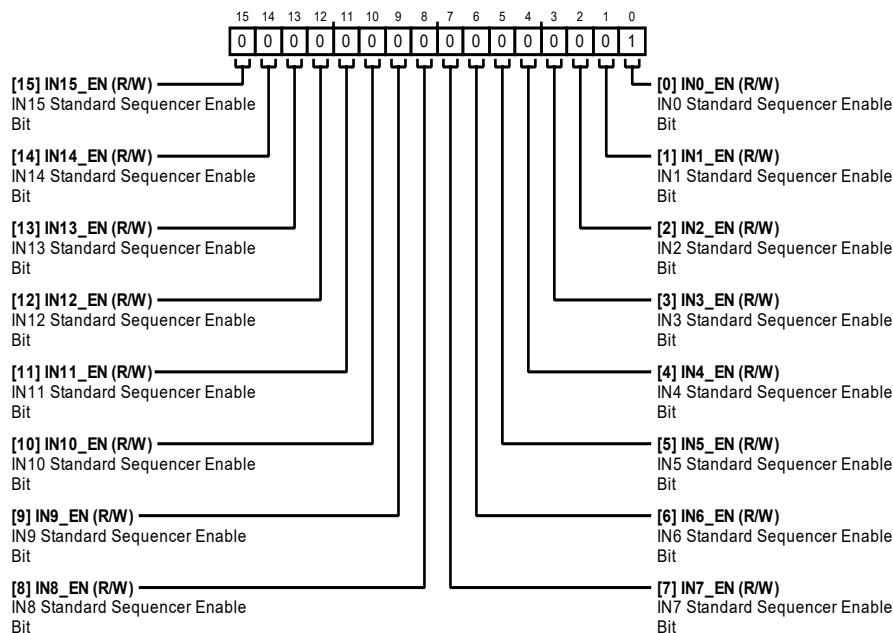 15 14 13 12 11 10 9 8 7 6 5 4 3 2 1 0
0 0 0 0 0 0 0 0 0 0 0 0 0 0 0 1
[15] IN15_EN (R/W)
IN15 Standard Sequencer Enable
Bit
[14] IN14_EN (R/W)
IN14 Standard Sequencer Enable
Bit
[13] IN13_EN (R/W)
IN13 Standard Sequencer Enable
Bit
[12] IN12_EN (R/W)
IN12 Standard Sequencer Enable
Bit
[11] IN11_EN (R/W)
IN11 Standard Sequencer Enable
Bit
[10] IN10_EN (R/W)
IN10 Standard Sequencer Enable
Bit
[9] IN9_EN (R/W)
IN9 Standard Sequencer Enable
Bit
[8] IN8_EN (R/W)
IN8 Standard Sequencer Enable
Bit
[0] IN0_EN (R/W)
IN0 Standard Sequencer Enable
Bit
[1] IN1_EN (R/W)
IN1 Standard Sequencer Enable
Bit
[2] IN2_EN (R/W)
IN2 Standard Sequencer Enable
Bit
[3] IN3_EN (R/W)
IN3 Standard Sequencer Enable
Bit
[4] IN4_EN (R/W)
IN4 Standard Sequencer Enable
Bit
[5] IN5_EN (R/W)
IN5 Standard Sequencer Enable
Bit
[6] IN6_EN (R/W)
IN6 Standard Sequencer Enable
Bit
[7] IN7_EN (R/W)
IN7 Standard Sequencer Enable
Bit